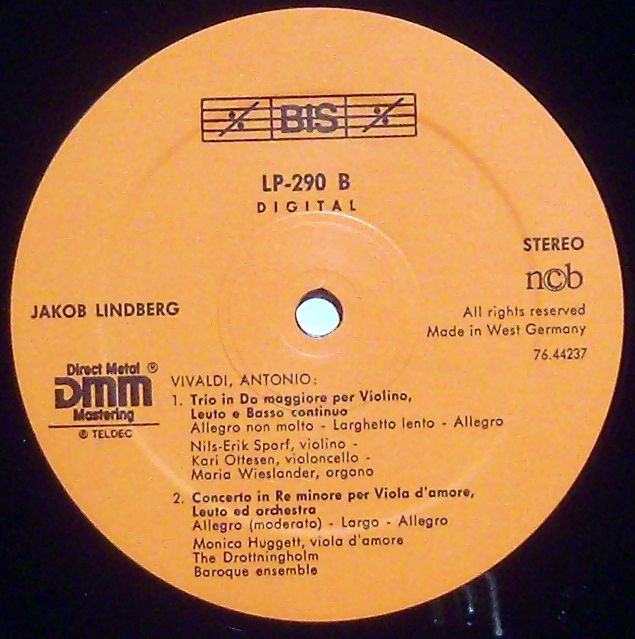 BIS
LP-290 B
DIGITAL
STEREO
n©b
JAKOB LINDBERG
All rights reserved
Made in West Germany
76.44237
Direct Metal ®
DMM
Mastering
© TELDEC
VIVALDI, ANTONIO:
1. Trio in Do maggiore per Violino,
Leuto e Basso continuo
Allegro non molto - Larghetto lento - Allegro
Nils-Erik Sparf, violino -
Kari Ottesen, violoncello -
Maria Wieslander, organo
2. Concerto in Re minore per Viola d'amore,
Leuto ed orchestra
Allegro (moderato) - Largo - Allegro
Monica Huggett, viola d'amore
The Drottningholm
Baroque ensemble